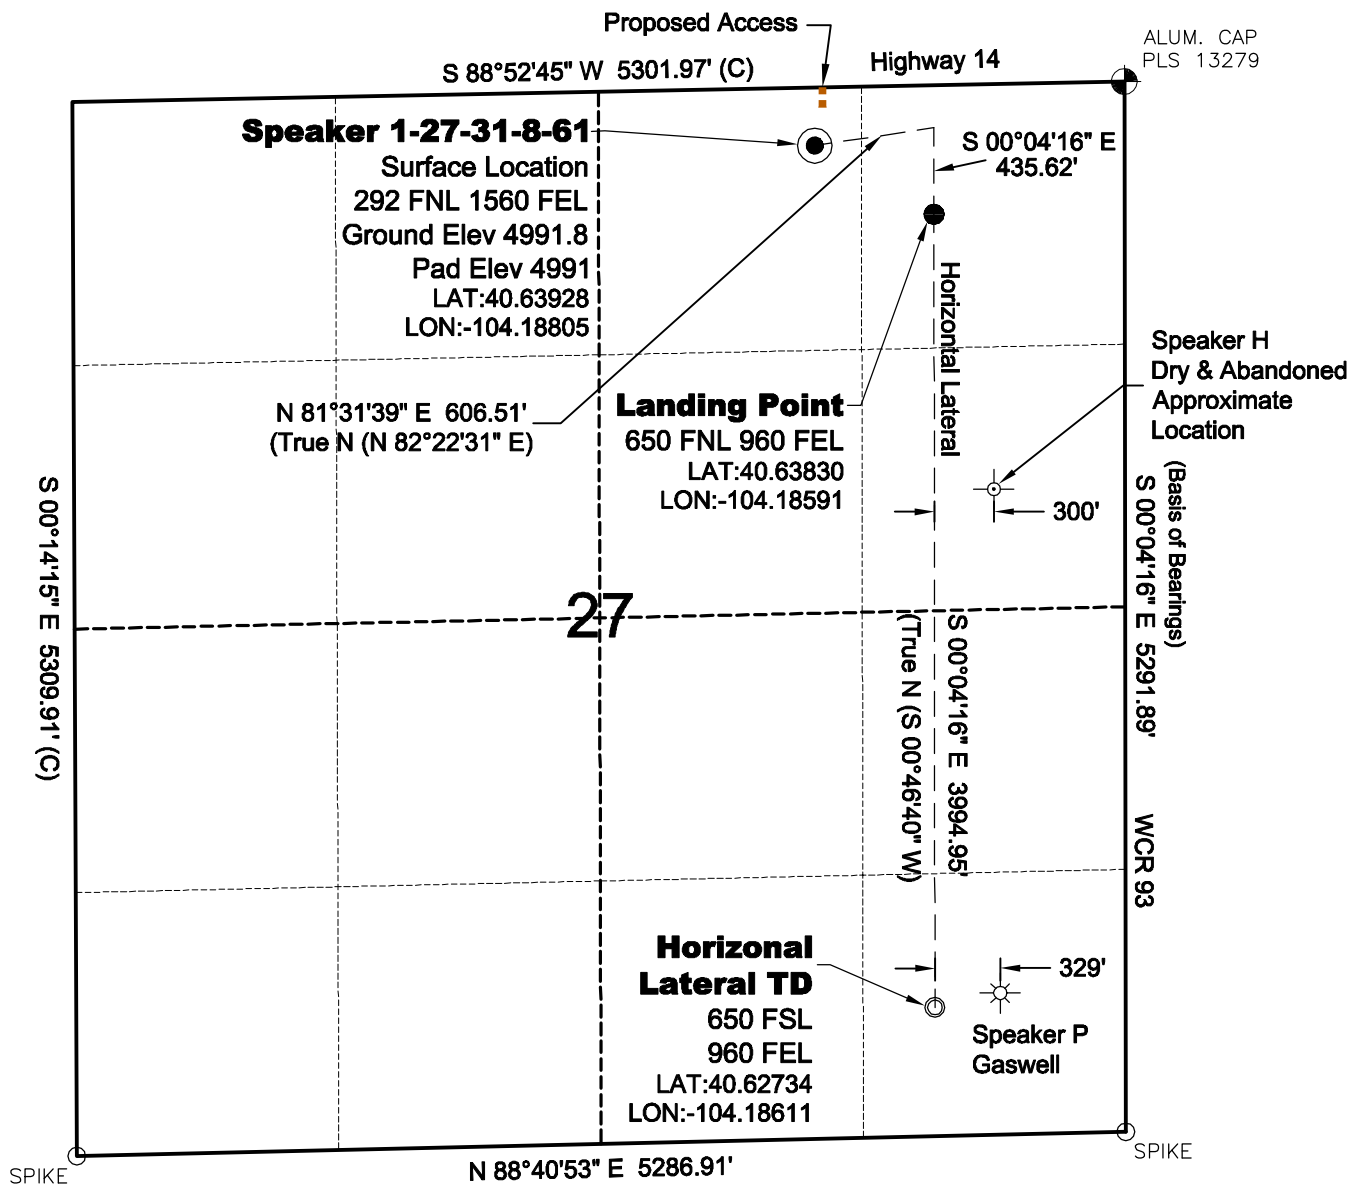 Proposed Access
ALUM. CAP
PLS 13279
S 88°52'45" W 5301.97' (C)
Highway 14
Speaker 1-27-31-8-61
Surface Location
292 FNL 1560 FEL
Ground Elev 4991.8
Pad Elev 4991
LAT:40.63928
LON:-104.18805
S 00°04'16" E
435.62'
Horizontal Lateral
Speaker H
Dry & Abandoned
Approximate
Location
N 81°31'39" E 606.51'
(True N (N 82°22'31" E)
Landing Point
650 FNL 960 FEL
LAT:40.63830
LON:-104.18591
300'
S 00°14'15" E 5309.91' (C)
(Basis of Bearings)
S 00°04'16" E 5291.89'
WCR 93
27
S 00°04'16" E 3994.95'
(True N (S 00°46'40" W)
Horizonal
Lateral TD
650 FSL
960 FEL
LAT:40.62734
LON:-104.18611
329'
Speaker P
Gaswell
SPIKE
SPIKE
N 88°40'53" E 5286.91'